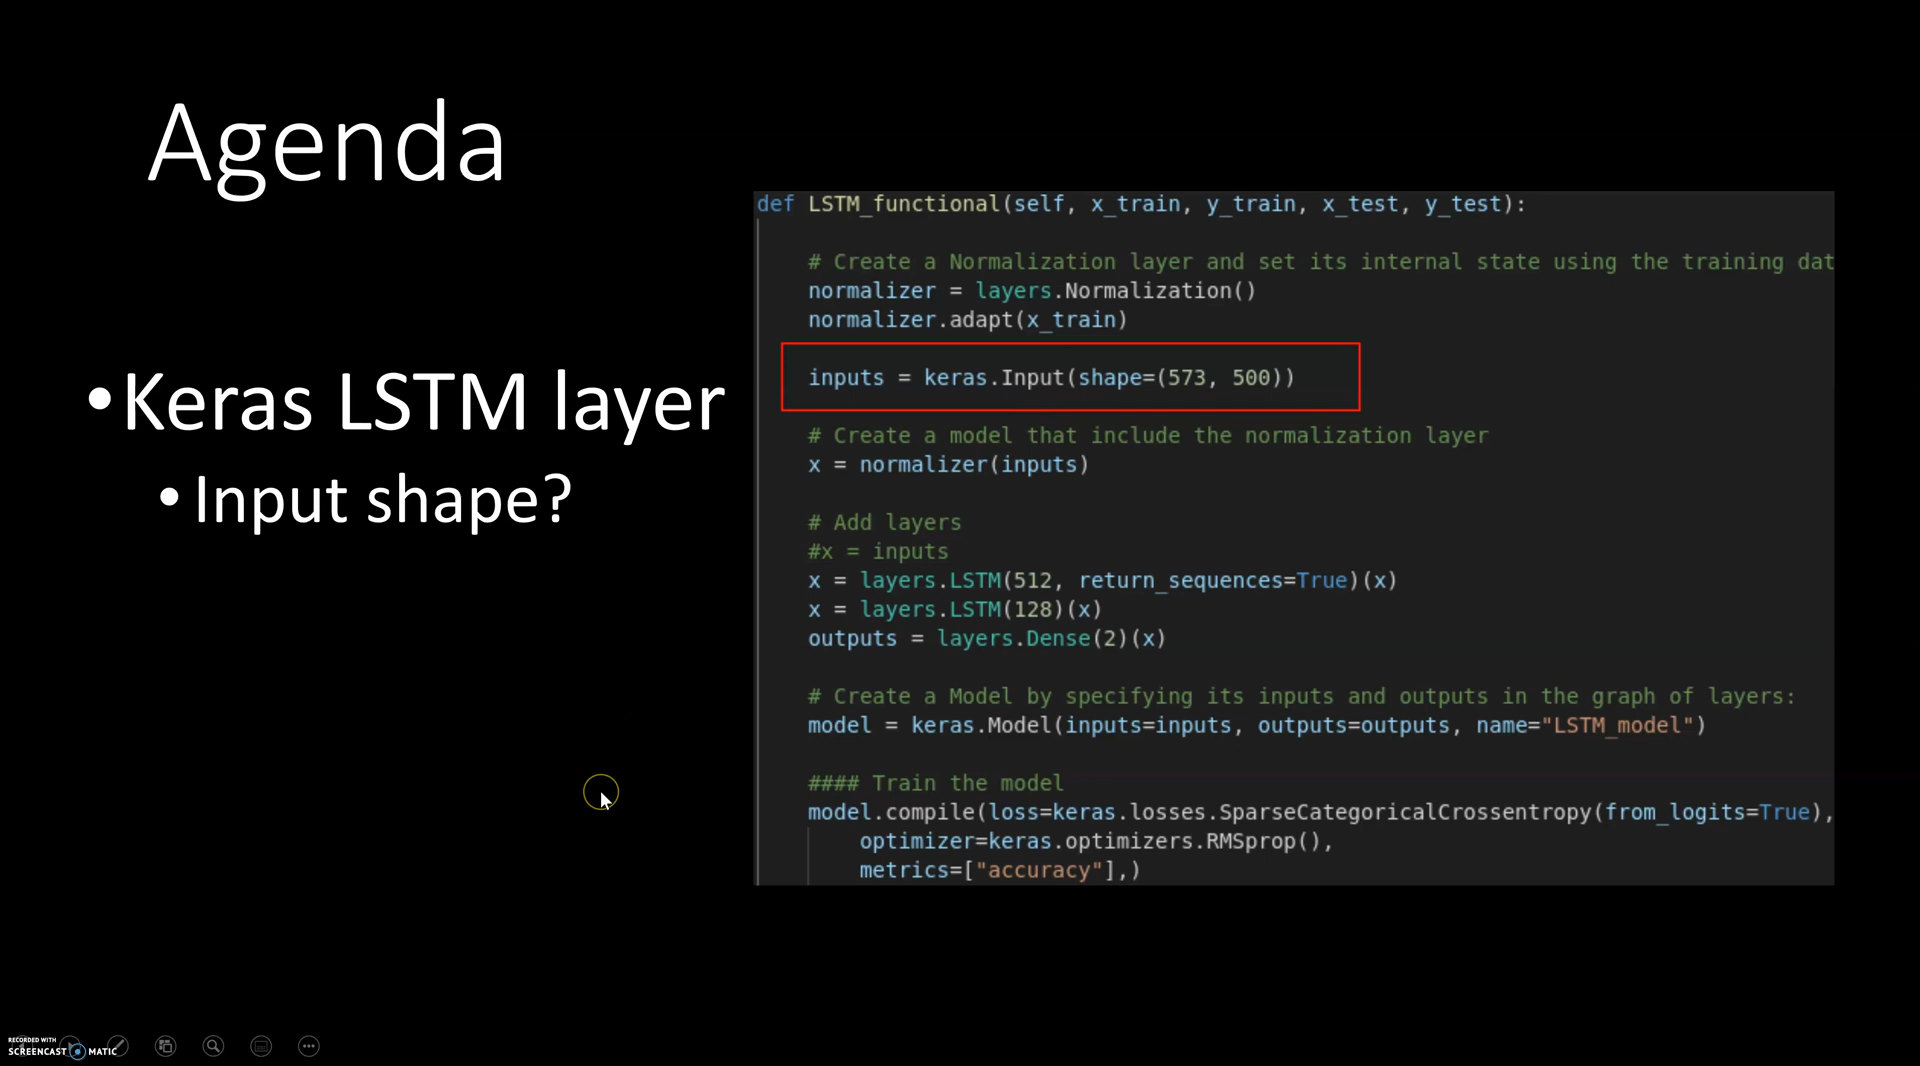 Agenda
•Keras LSTM layer
•Input shape?
def LSTM_functional(self, x_train, y_train, x_test, y_test):
# Create a Normalization layer and set its internal state using the training dat
normalizer = layers.Normalization()
normalizer.adapt(x_train)
inputs = keras.Input(shape=(573, 500))
# Create a model that include the normalization layer
x = normalizer(inputs)
# Add layers
#x = inputs
x = layers.LSTM(512, return_sequences=True)(x)
x = layers.LSTM(128)(x)
outputs = layers.Dense(2)(x)
# Create a Model by specifying its inputs and outputs in the graph of layers:
model = keras.Model(inputs=inputs, outputs=outputs, name="LSTM_model")
#### Train the model
model.compile(loss=keras.losses.SparseCategoricalCrossentropy(from_logits=True),
optimizer=keras.optimizers.RMSprop(),
metrics=["accuracy"],)
RECORDED WITH
SCREENCAST MATIC